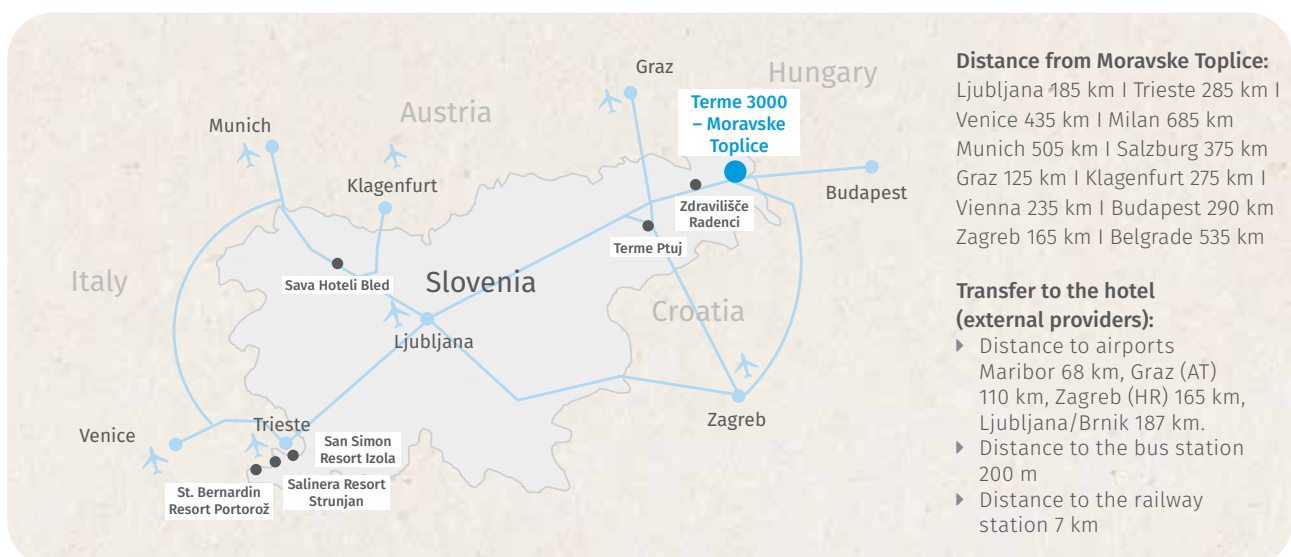 Graz
Hungary
Austria
Terme 3000
– Moravske
Toplice
Munich
Klagenfurt
Budapest
Zdravilišče
Radenci
Terme Ptuj
Italy
Sava Hoteli Bled
Slovenia
Croatia
Ljubljana
Zagreb
Venice
Trieste
San Simon
Resort Izola
Salinera Resort
Strunjan
St. Bernardin
Resort Portorož
Distance from Moravske Toplice:
Ljubljana 185 km I Trieste 285 km I
Venice 435 km I Milan 685 km
Munich 505 km I Salzburg 375 km
Graz 125 km I Klagenfurt 275 km I
Vienna 235 km I Budapest 290 km
Zagreb 165 km I Belgrade 535 km
Transfer to the hotel
(external providers):
Distance to airports
Maribor 68 km, Graz (AT)
110 km, Zagreb (HR) 165 km,
Ljubljana/Brnik 187 km.
Distance to the bus station
200 m
Distance to the railway
station 7 km